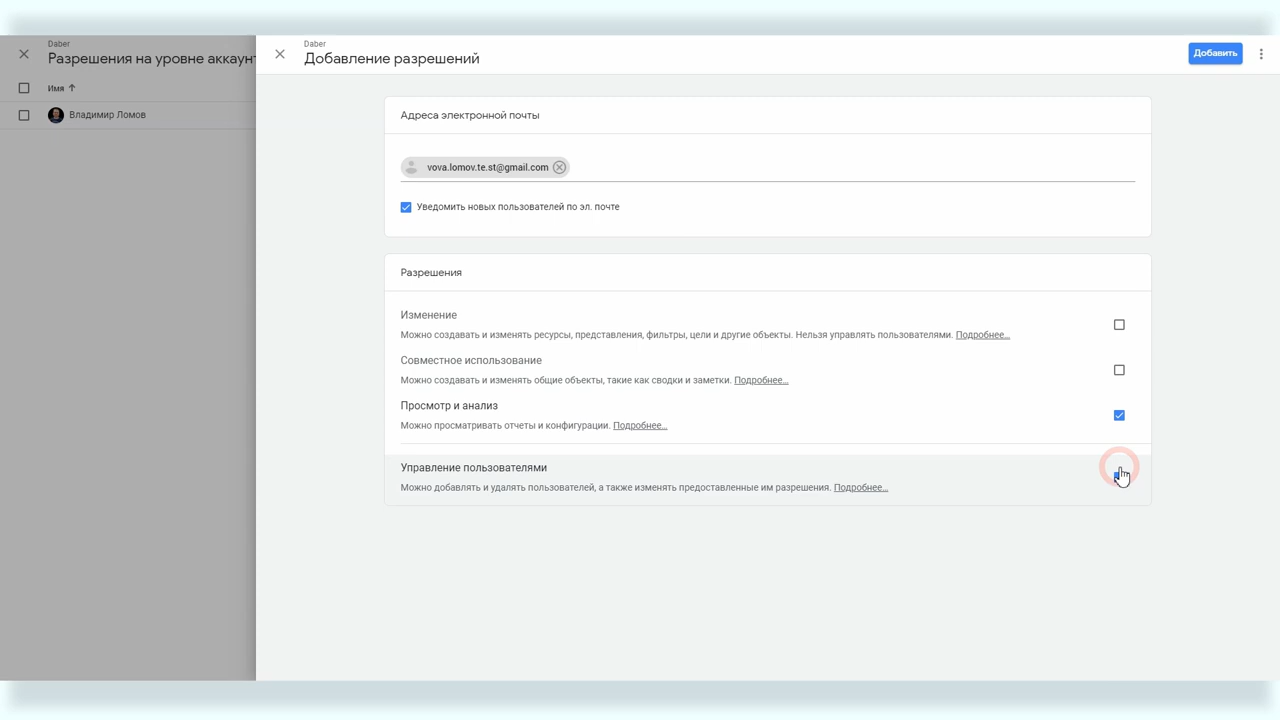 Daber
Разрешения на уровне аккаунт
Имя
Владимир Ломов
Daber
Добавление разрешений
Добавить
Адреса электронной почты
vova.lomov.te.st@gmail.com
Уведомить новых пользователей по эл. почте
Разрешения
Изменение
Можно создавать и изменять ресурсы, представления, фильтры, цели и другие объекты. Нельзя управлять пользователями. Подробнее…
Совместное использование
Можно создавать и изменять общие объекты, такие как сводки и заметки. Подробнее…
Просмотр и анализ
Можно просматривать отчеты и конфигурации. Подробнее…
Управление пользователями
Можно добавлять и удалять пользователей, а также изменять предоставленные им разрешения. Подробнее…